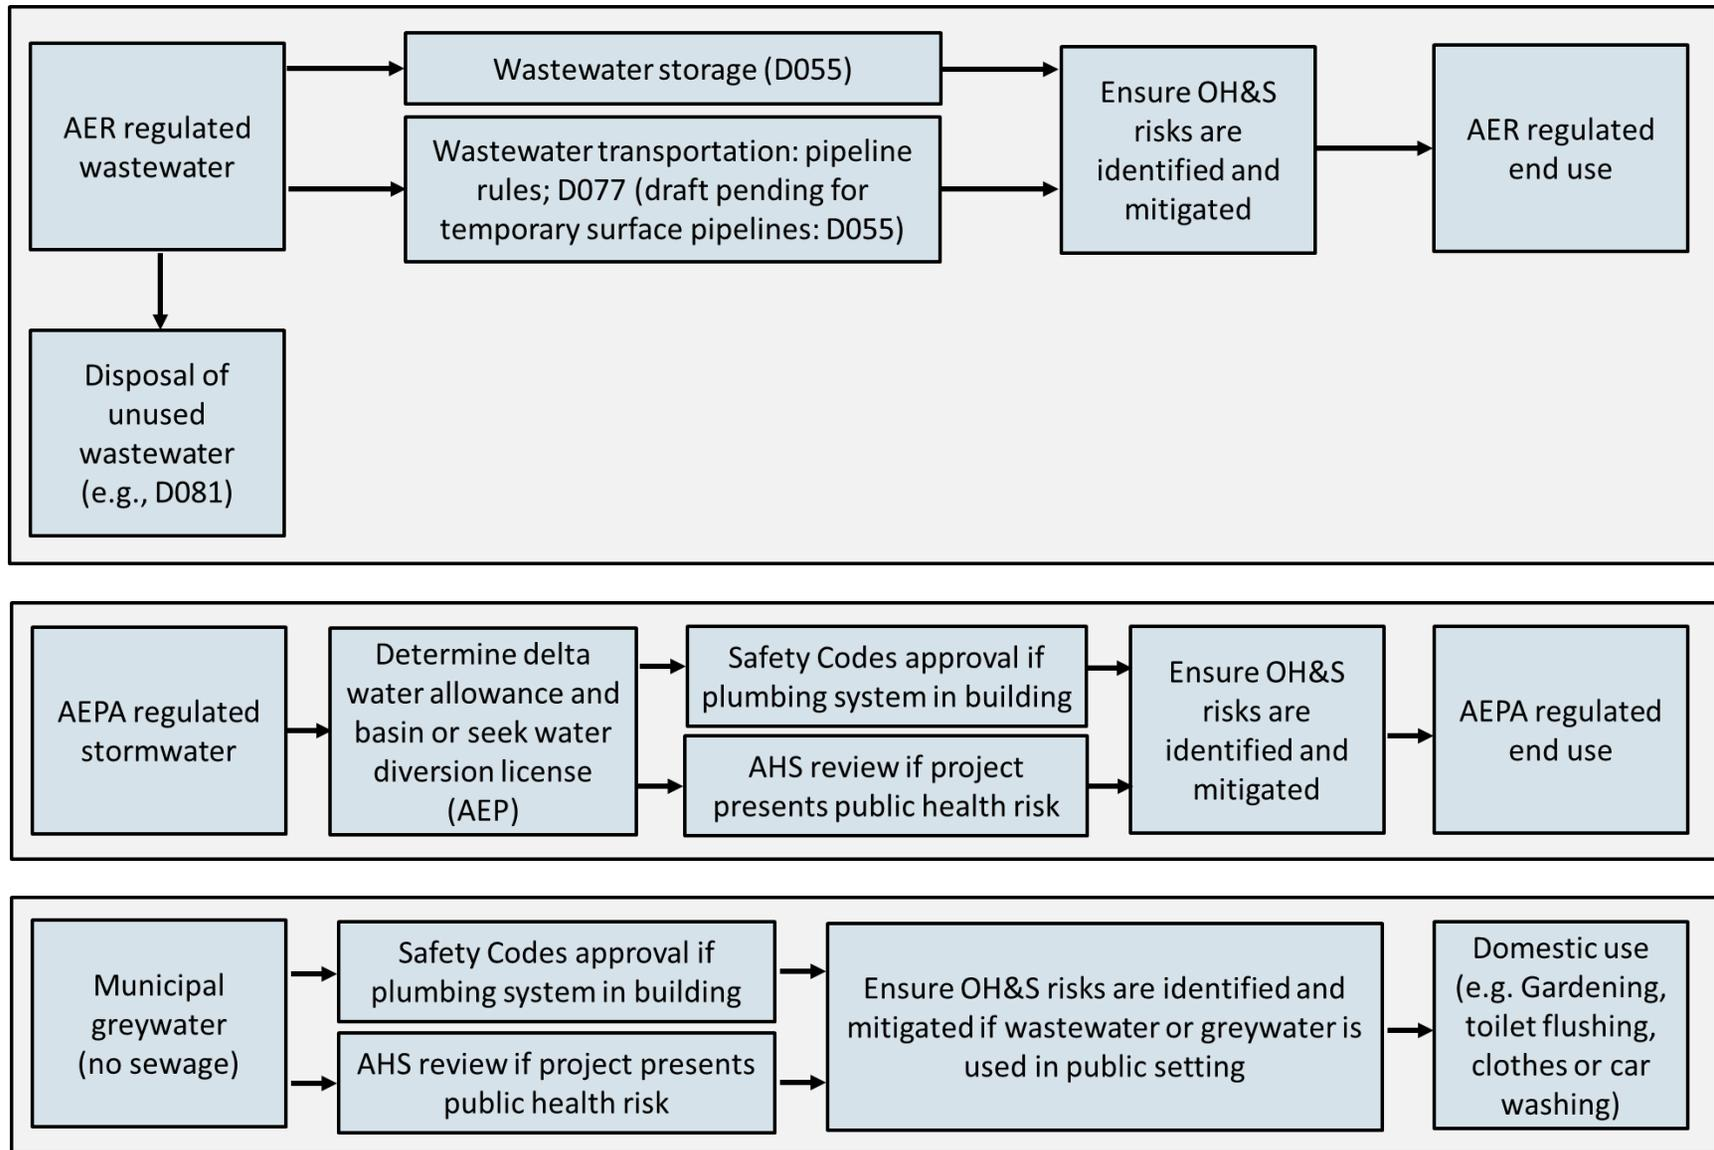 AER regulated
wastewater
Wastewater storage (D055)
Wastewater transportation: pipeline
rules; D077 (draft pending for
temporary surface pipelines: D055)
Ensure OH&S
risks are
identified and
mitigated
AER regulated
end use
Disposal of
unused
wastewater
(e.g., D081)
AEPA regulated
stormwater
Determine delta
water allowance and
basin or seek water
diversion license
(AEP)
Safety Codes approval if
plumbing system in building
AHS review if project
presents public health risk
Ensure OH&S
risks are
identified and
mitigated
AEPA regulated
end use
Municipal
greywater
(no sewage)
Safety Codes approval if
plumbing system in building
AHS review if project presents
public health risk
Ensure OH&S risks are identified and
mitigated if wastewater or greywater is
used in public setting
Domestic use
(e.g. Gardening,
toilet flushing,
clothes or car
washing)